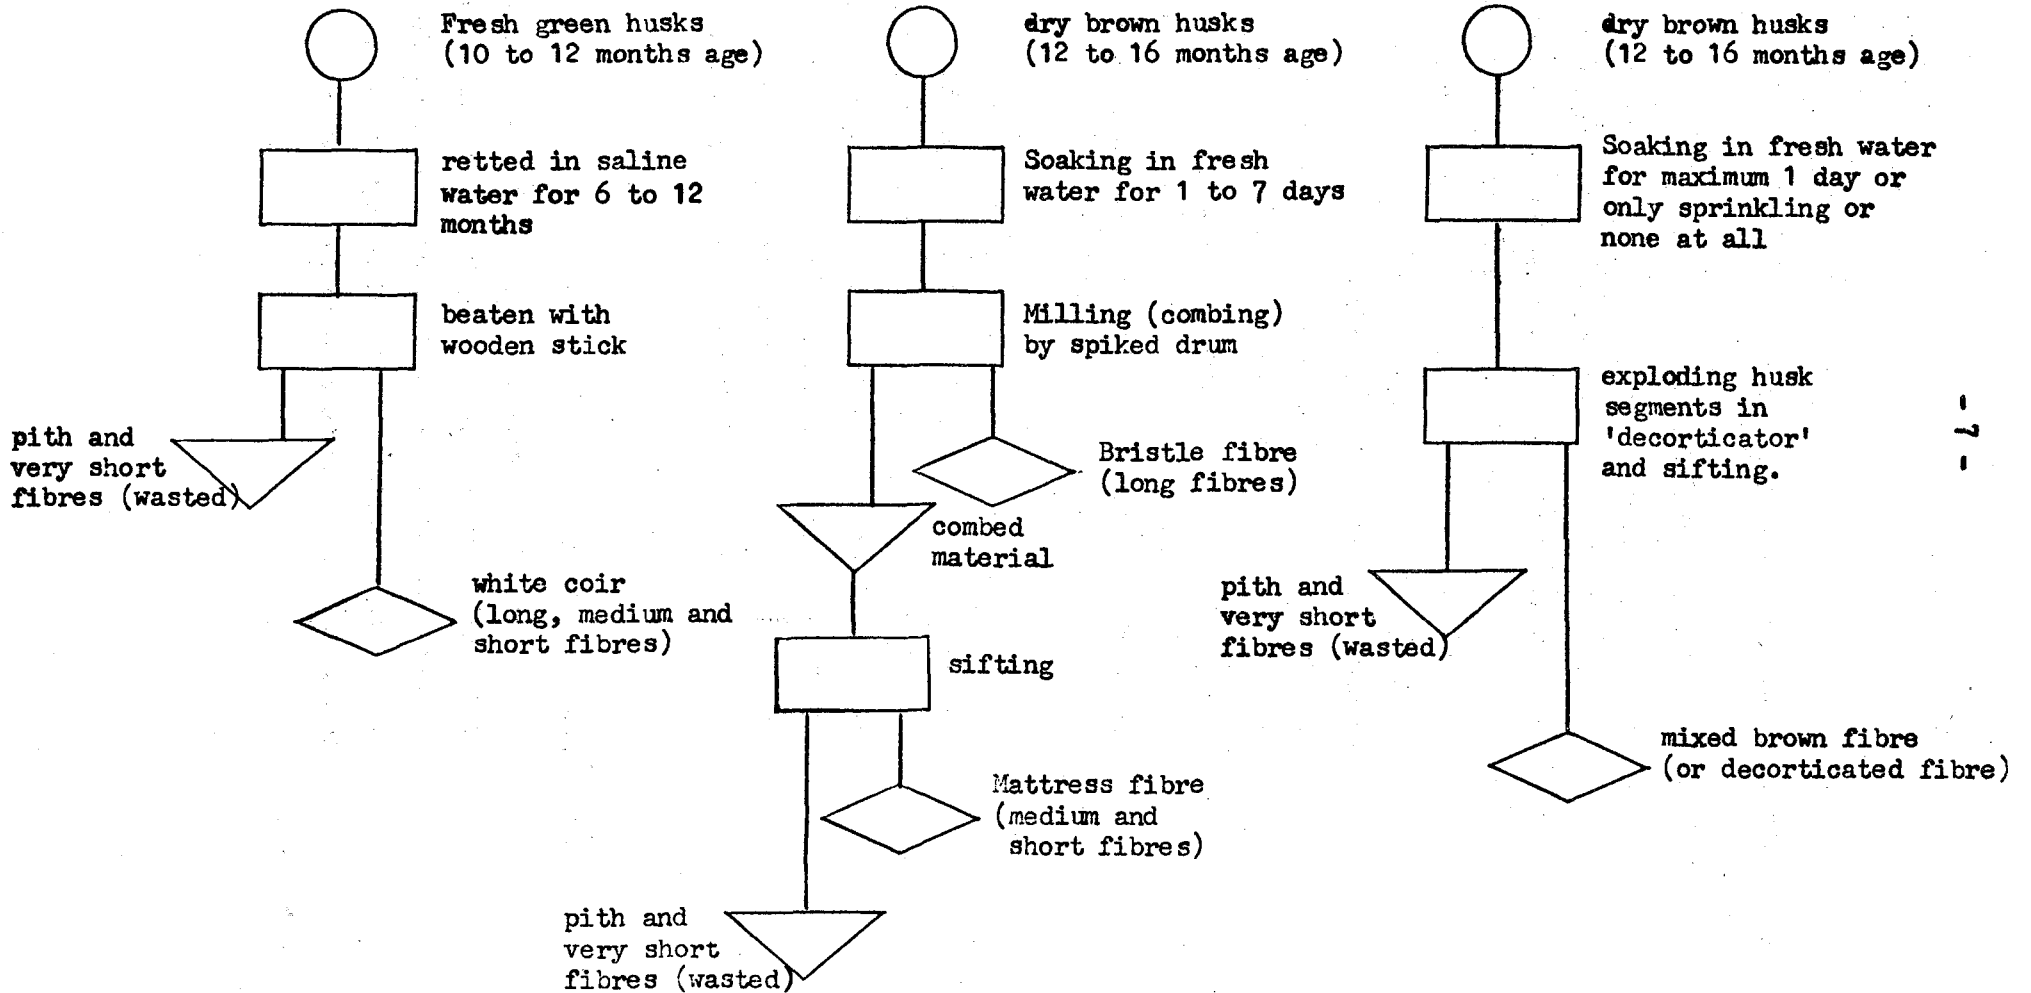 Fresh green husks
(10 to 12 months age)
retted in saline
water for 6 to 12
months
beaten with
wooden stick
pith and
very short
fibres (wasted)
white coir
(long, medium and
short fibres)
dry brown husks
(12 to 16 months age)
Soaking in fresh
water for 1 to 7 days
Milling (combing)
by spiked drum
Bristle fibre
(long fibres)
combed
material
sifting
Mattress fibre
(medium and
short fibres)
pith and
very short
fibres (wasted)
dry brown husks
(12 to 16 months age)
Soaking in fresh water
for maximum 1 day or
only sprinkling or
none at all
exploding husk
segments in
'decorticator'
and sifting.
pith and
very short
fibres (wasted)
mixed brown fibre
(or decorticated fibre)
- 7 -